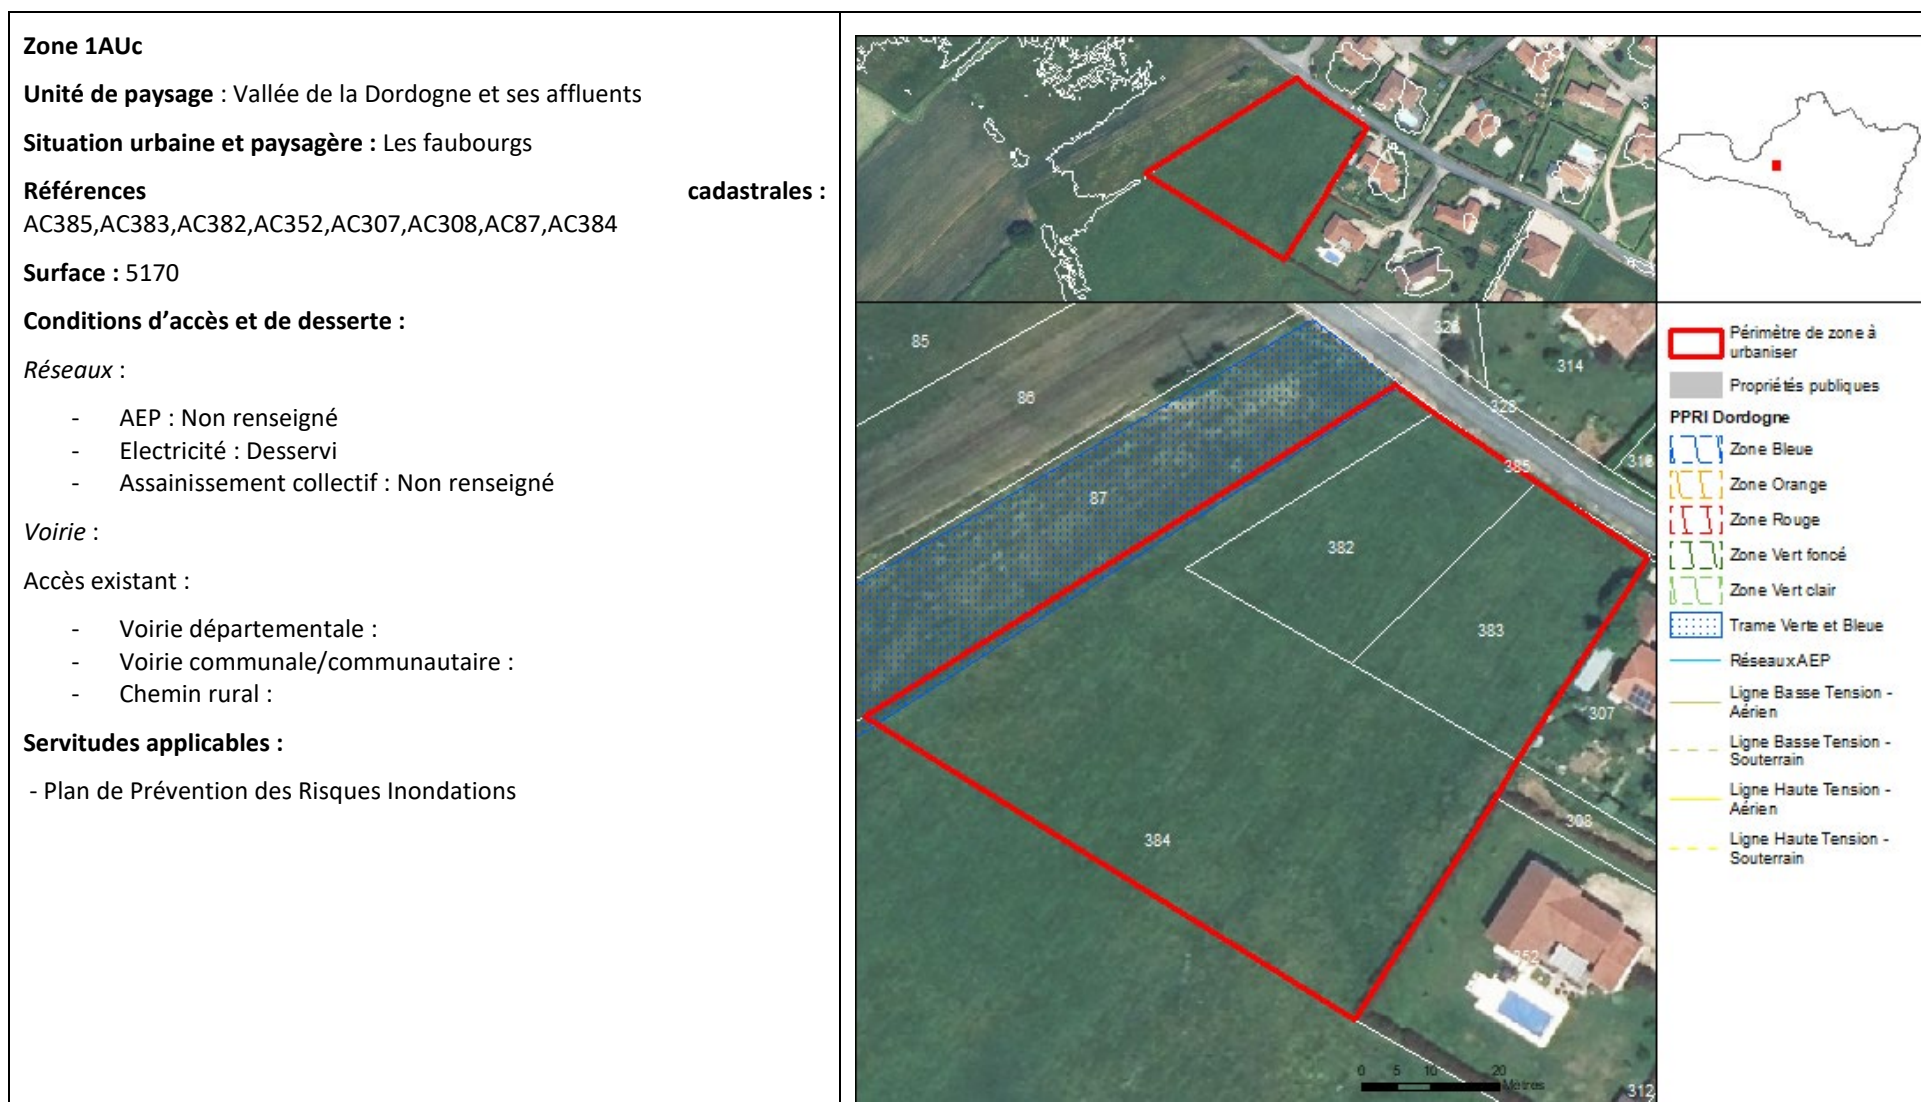 Zone 1AUc
Unité de paysage : Vallée de la Dordogne et ses affluents
Situation urbaine et paysagère : Les faubourgs
Références cadastrales :
AC385,AC383,AC382,AC352,AC307,AC308,AC87,AC384
Surface : 5170
Conditions d’accès et de desserte :
Réseaux :
- AEP : Non renseigné
- Electricité : Desservi
- Assainissement collectif : Non renseigné
Voirie :
Accès existant :
- Voirie départementale :
- Voirie communale/communautaire :
- Chemin rural :
Servitudes applicables :
- Plan de Prévention des Risques Inondations
85
86
87
314
328
385
382
383
307
308
384
352
312
0 5 10 20
Mètres
Périmètre de zone à
urbaniser
Propriétés publiques
PPRI Dordogne
Zone Bleue
Zone Orange
Zone Rouge
Zone Vert foncé
Zone Vert clair
Trame Verte et Bleue
Réseaux AEP
Ligne Basse Tension -
Aérien
Ligne Basse Tension -
Souterrain
Ligne Haute Tension -
Aérien
Ligne Haute Tension -
Souterrain